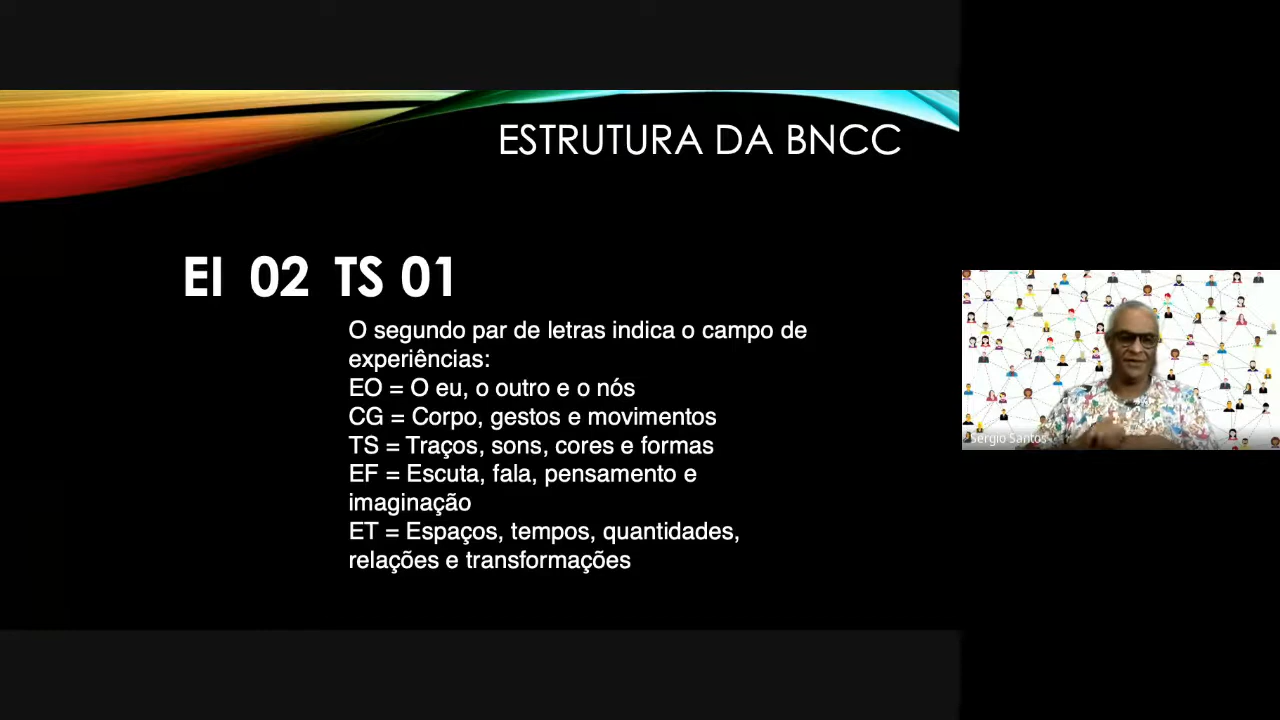 ESTRUTURA DA BNCC
EI 02 TS 01
O segundo par de letras indica o campo de
experiências:
EO = O eu, o outro e o nós
CG = Corpo, gestos e movimentos
TS = Traços, sons, cores e formas
EF = Escuta, fala, pensamento e
imaginação
ET = Espaços, tempos, quantidades,
relações e transformações
Sergio Santos